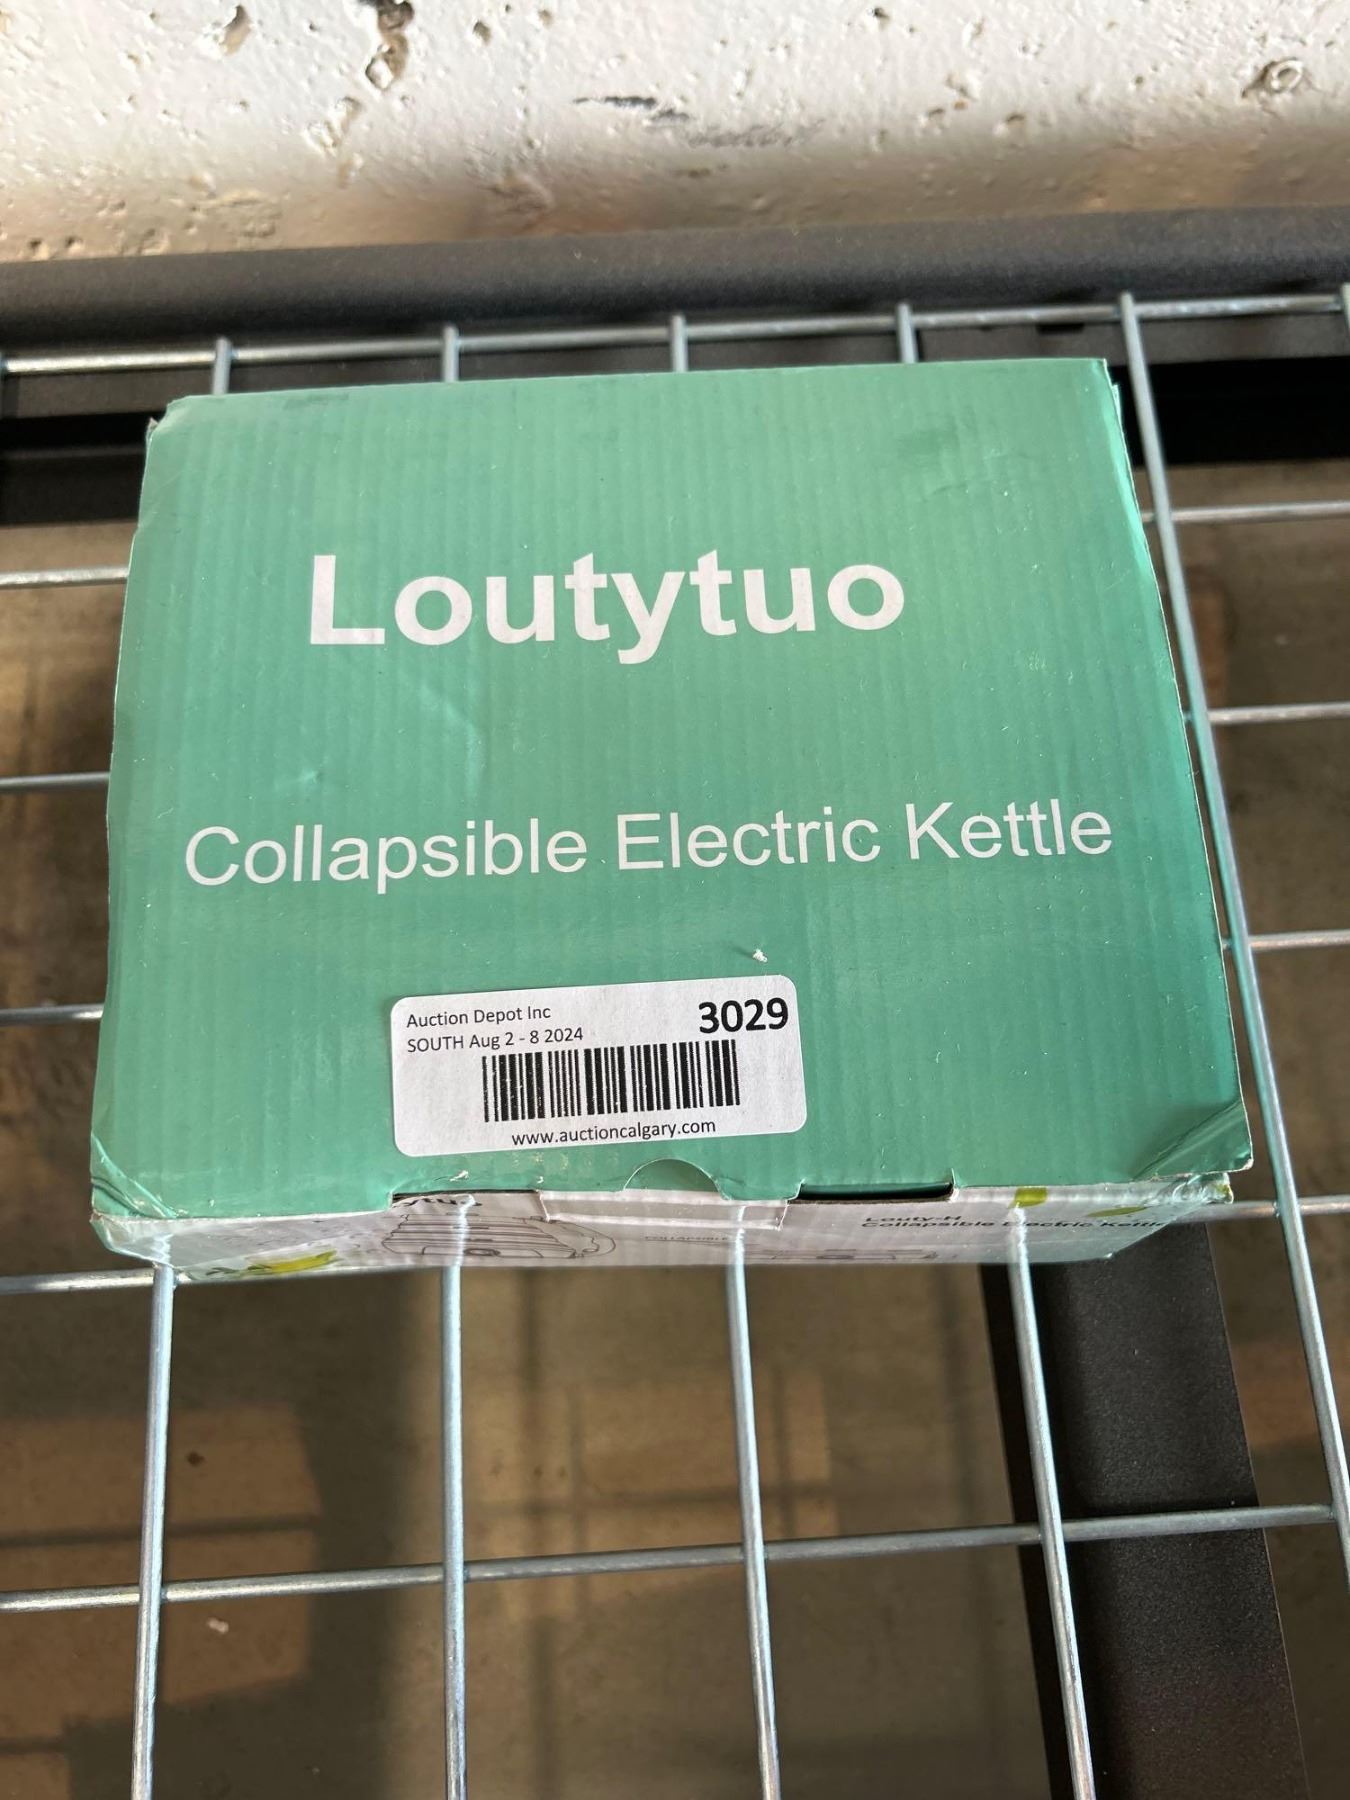 Loutytuo
Collapsible Electric Kettle
Auction Depot Inc
3029
SOUTH Aug 2 - 8 2024
www.auctioncalgary.com
Collapsible Electric Kettle